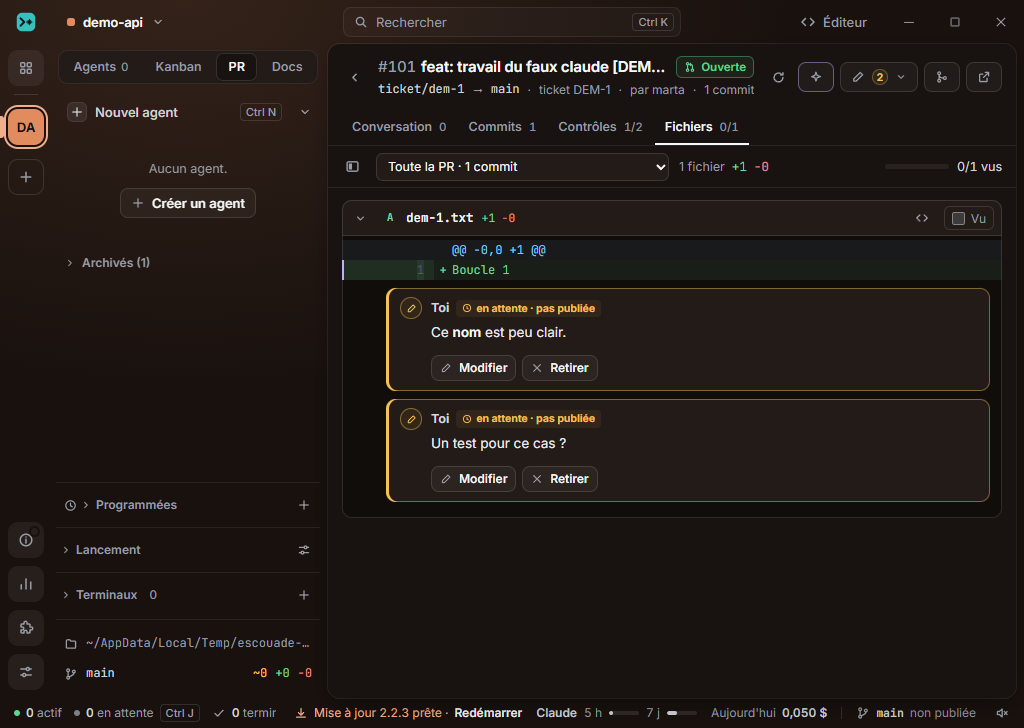 demo-api
Rechercher
Ctrl K
Éditeur
Agents 0
Kanban
PR
Docs
#101 feat: travail du faux claude [DEM...
Ouverte
2
ticket/dem-1 → main · ticket DEM-1 · par marta · 1 commit
DA
Nouvel agent
Ctrl N
Conversation 0
Commits 1
Contrôles 1/2
Fichiers 0/1
Aucun agent.
Créer un agent
Toute la PR · 1 commit
1 fichier +1 -0
0/1 vus
A dem-1.txt +1 -0
Vu
@@ -0,0 +1 @@
1 + Boucle 1
Archivés (1)
Toi
en attente · pas publiée
Ce nom est peu clair.
Modifier
Retirer
Toi
en attente · pas publiée
Un test pour ce cas ?
Modifier
Retirer
Programmées
Lancement
Terminaux 0
~/AppData/Local/Temp/escouade-…
main
~0 +0 -0
0 actif
0 en attente
Ctrl J
0 termir
Mise à jour 2.2.3 prête · Redémarrer
Claude 5 h
7 j
Aujourd'hui 0,050 $
main non publiée